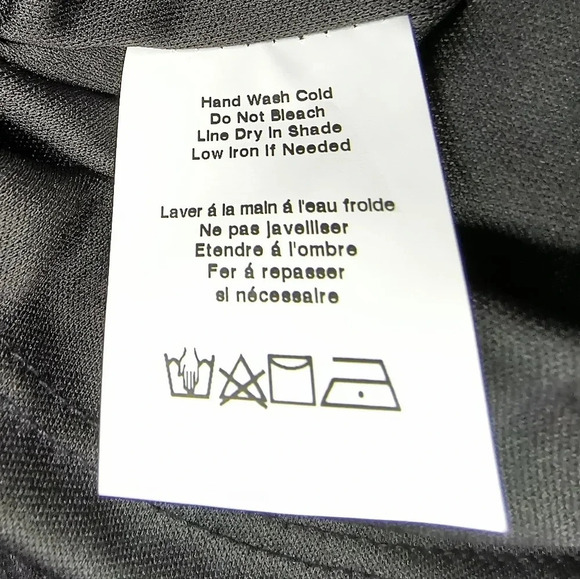 Hand Wash Cold
Do Not Bleach
Line Dry in Shade
Low Iron If Needed
Laver á la main á l'eau froide
Ne pas javelliser
Etendre á l'ombre
Fer á repasser
si nécessaire